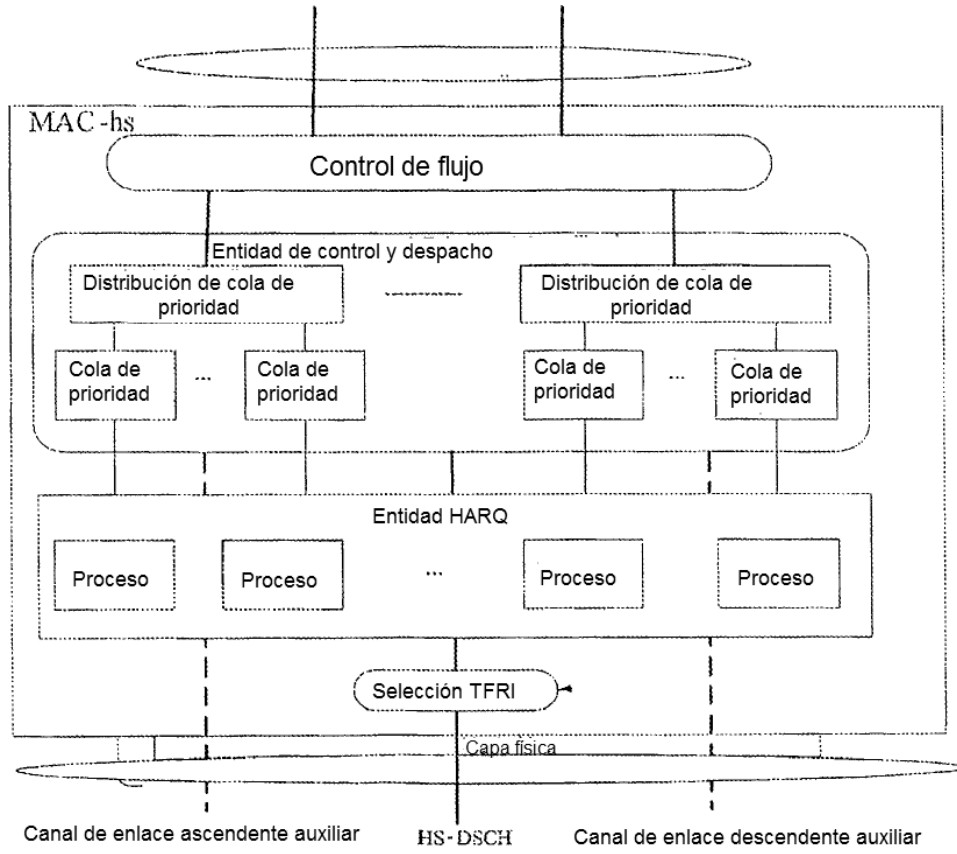 MAC-hs
Control de flujo
Entidad de control y despacho
Distribución de cola de
prioridad
Distribución de cola de
prioridad
Cola de
prioridad
...
Cola de
prioridad
Cola de
prioridad
...
Cola de
prioridad
Entidad HARQ
Proceso
Proceso
...
Proceso
Proceso
Selección TFRI
Capa física
Canal de enlace ascendente auxiliar
HS-DSCH
Canal de enlace descendente auxiliar